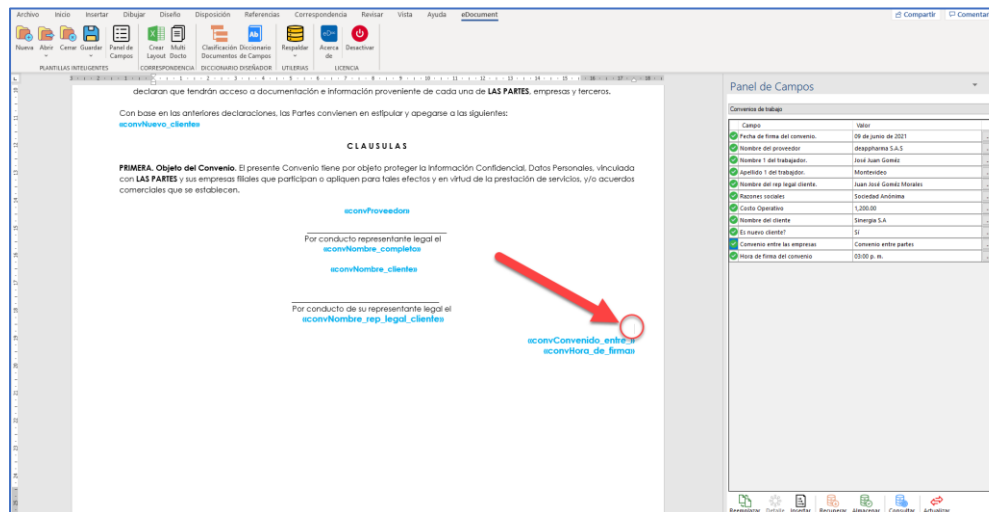 Archivo Inicio Insertar Dibujar Diseño Disposición Referencias Correspondencia Revisar Vista Ayuda eDocument Compartir Comentar
Nueva Abrir Cerrar Guardar Panel de Campos Crear Layout Multi Docto Clasificación Documentos Diccionario de Campos Respaldar Acerca de Desactivar
PLANTILLAS INTELIGENTES CORRESPONDENCIA DICCIONARIO DISEÑADOR UTILERIAS LICENCIA
declaran que tendrán acceso a documentación e información proveniente de cada una de LAS PARTES, empresas y terceros.
Con base en las anteriores declaraciones, las Partes convienen en estipular y apegarse a las siguientes:
«convNuevo_cliente»
CLAUSULAS
PRIMERA. Objeto del Convenio. El presente Convenio tiene por objeto proteger la Información Confidencial, Datos Personales, vinculada
con LAS PARTES y sus empresas filiales que participan o apliquen para tales efectos y en virtud de la prestación de servicios, y/o acuerdos
comerciales que se establecen.
«convProveedor»
Por conducto representante legal el
«convNombre_completo»
«convNombre_cliente»
Por conducto de su representante legal el
«convNombre_rep_legal_cliente»
«convConvenido_entre_»
«convHora_de_firma»
Panel de Campos
Convenios de trabajo
Campo Valor
Fecha de firma del convenio. 09 de junio de 2021
Nombre del proveedor deappharma S.A.S
Nombre 1 del trabajador. José Juan Goméz
Apellido 1 del trabajdor. Montevideo
Nombre del rep legal cliente. Juan José Goméz Morales
Razones sociales Sociedad Anónima
Costo Operativo 1,200.00
Nombre del cliente Sinergia S.A
Es nuevo cliente? Sí
Convenio entre las empresas Convenio entre partes
Hora de firma del convenio 03:00 p. m.
Reemplazar Detalle Insertar Recuperar Almacenar Consultar Actualizar